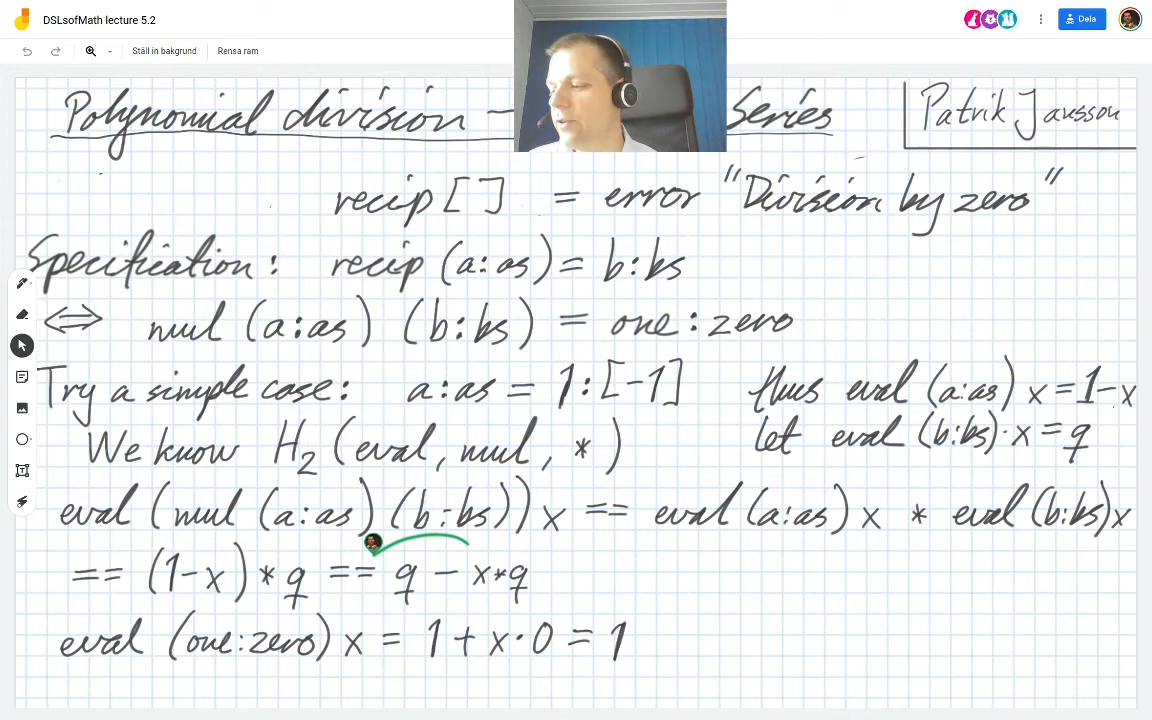 DSLsofMath lecture 5.2
Dela
Ställ in bakgrund Rensa ram
Polynomial division — Series
Patrik Jansson
recip [] = error "Division by zero"
Specification: recip (a:as) = b:bs
⇔ mul (a:as) (b:bs) = one:zero
Try a simple case: a:as = 1:[-1] thus eval (a:as) x = 1-x
We know H₂(eval, mul, *) Let eval (b:bs) x = q
eval (mul (a:as) (b:bs)) x == eval (a:as) x * eval (b:bs) x
== (1-x)*q == q - x*q
eval (one:zero) x = 1 + x·0 = 1